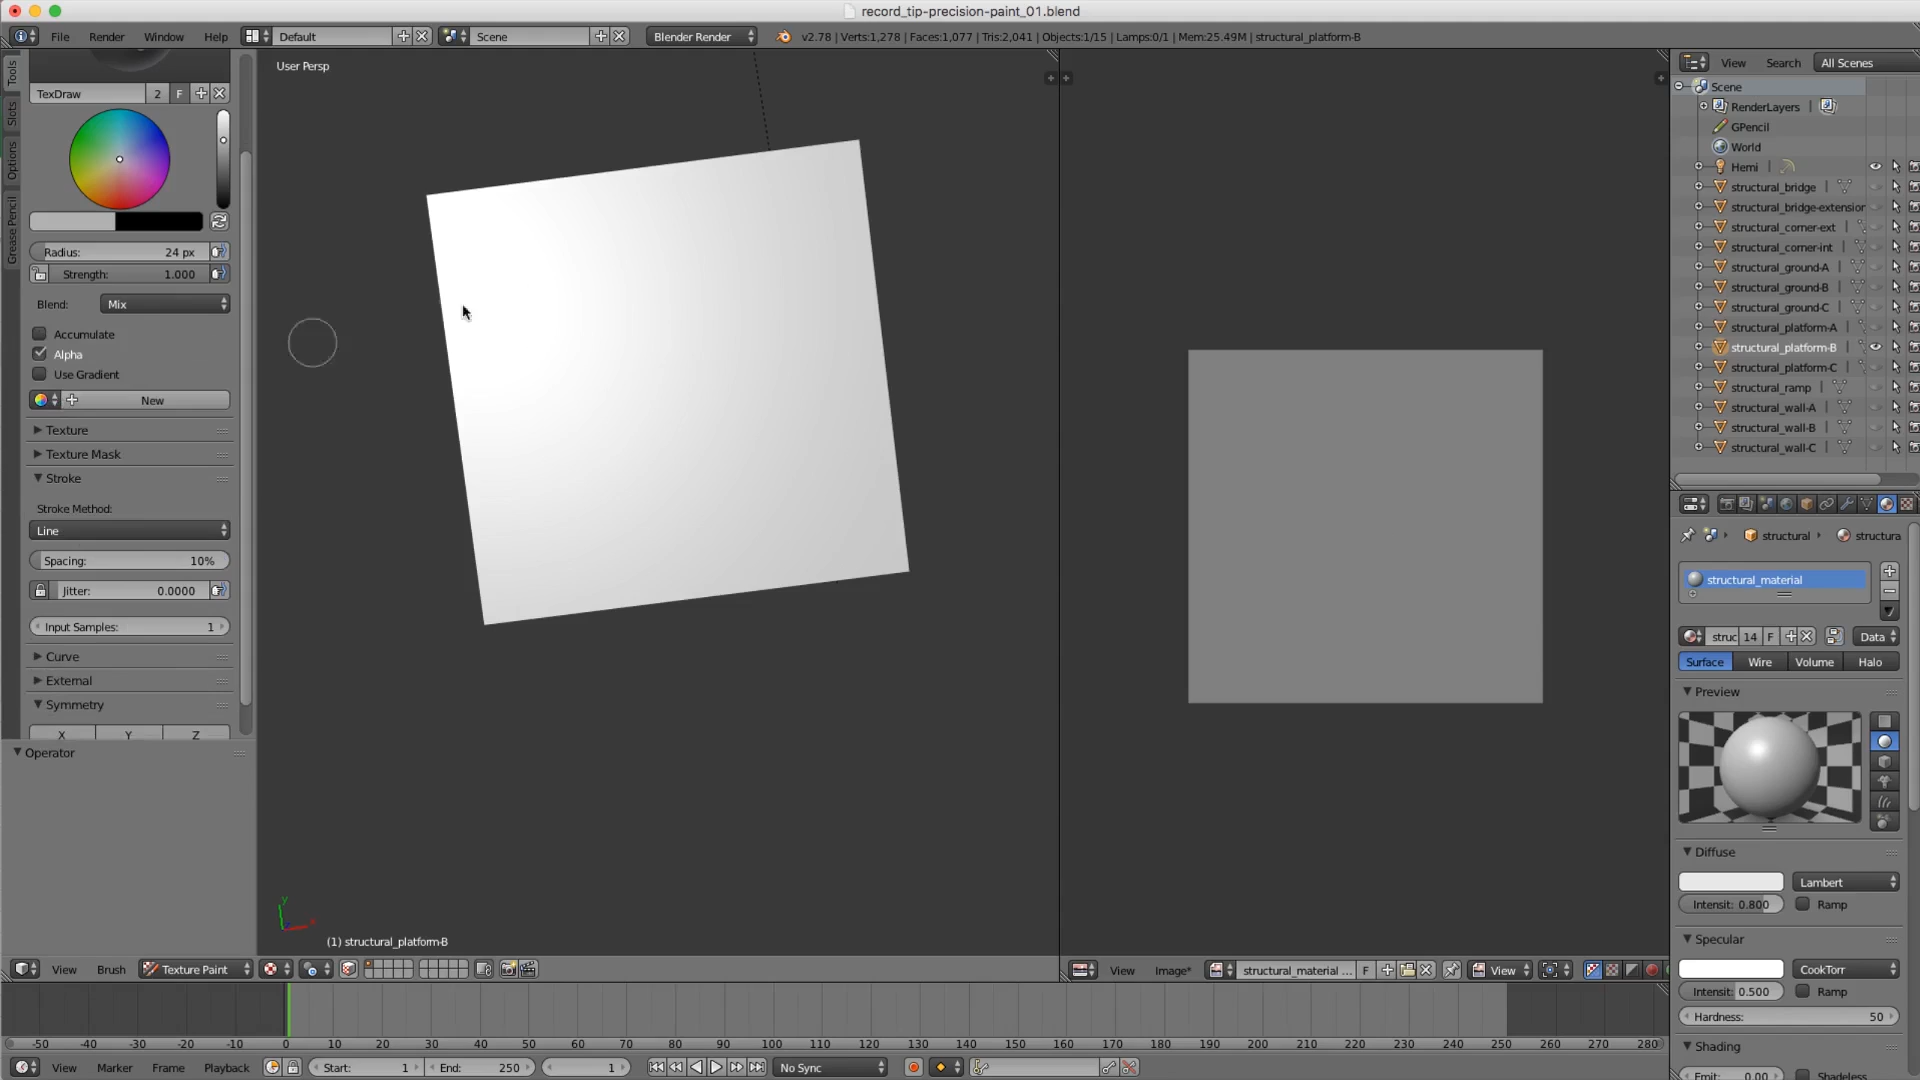 record_tip-precision-paint_01.blend
File Render Window Help Default Scene Blender Render v2.78 | Verts:1,278 | Faces:1,077 | Tris:2,041 | Objects:1/15 | Lamps:0/1 | Mem:25.49M | structural_platform-B
Tools
Slots
Options
Grease Pencil
TexDraw 2 F
Radius: 24 px
Strength: 1.000
Blend: Mix
Accumulate
Alpha
Use Gradient
New
Texture
Texture Mask
Stroke
Stroke Method:
Line
Spacing: 10%
Jitter: 0.0000
Input Samples: 1
Curve
External
Symmetry
X Y Z
Operator
User Persp
y
(1) structural_platform-B
View Brush Texture Paint
View Image* structural_material ... F View
View Search All Scenes
Scene
RenderLayers |
GPencil
World
Hemi |
structural_bridge |
structural_bridge-extension
structural_corner-ext |
structural_corner-int |
structural_ground-A |
structural_ground-B |
structural_ground-C |
structural_platform-A |
structural_platform-B |
structural_platform-C |
structural_ramp |
structural_wall-A |
structural_wall-B |
structural_wall-C |
structural structura
structural_material
struc 14 F Data
Surface Wire Volume Halo
Preview
Diffuse
Lambert
Intensit: 0.800 Ramp
Specular
CookTorr
Intensit: 0.500 Ramp
Hardness: 50
Shading
Emit: 0.00 Shadeless
-50 -40 -30 -20 -10 0 10 20 30 40 50 60 70 80 90 100 110 120 130 140 150 160 170 180 190 200 210 220 230 240 250 260 270 280
View Marker Frame Playback Start: 1 End: 250 1 No Sync